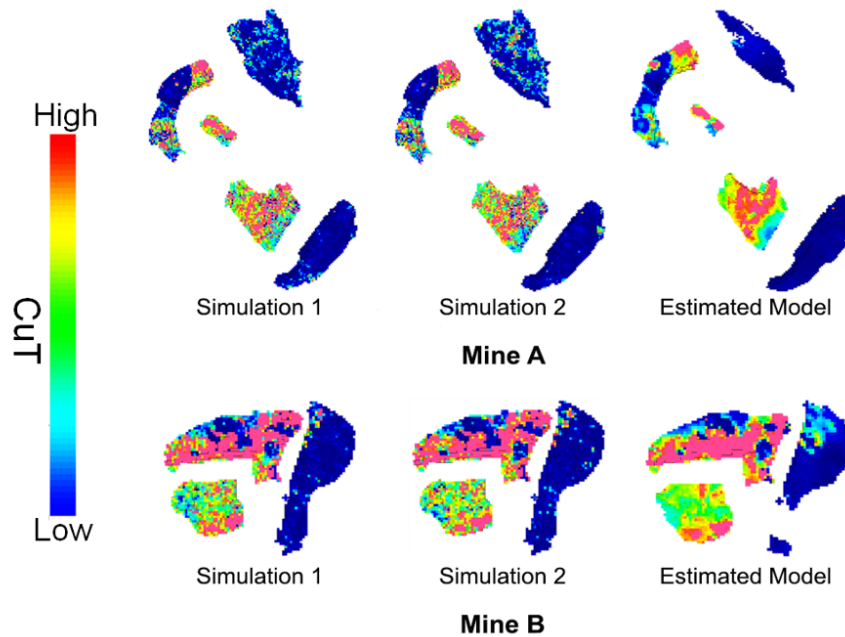 High
CuT
Low
Simulation 1
Simulation 2
Estimated Model
Mine A
Simulation 1
Simulation 2
Estimated Model
Mine B